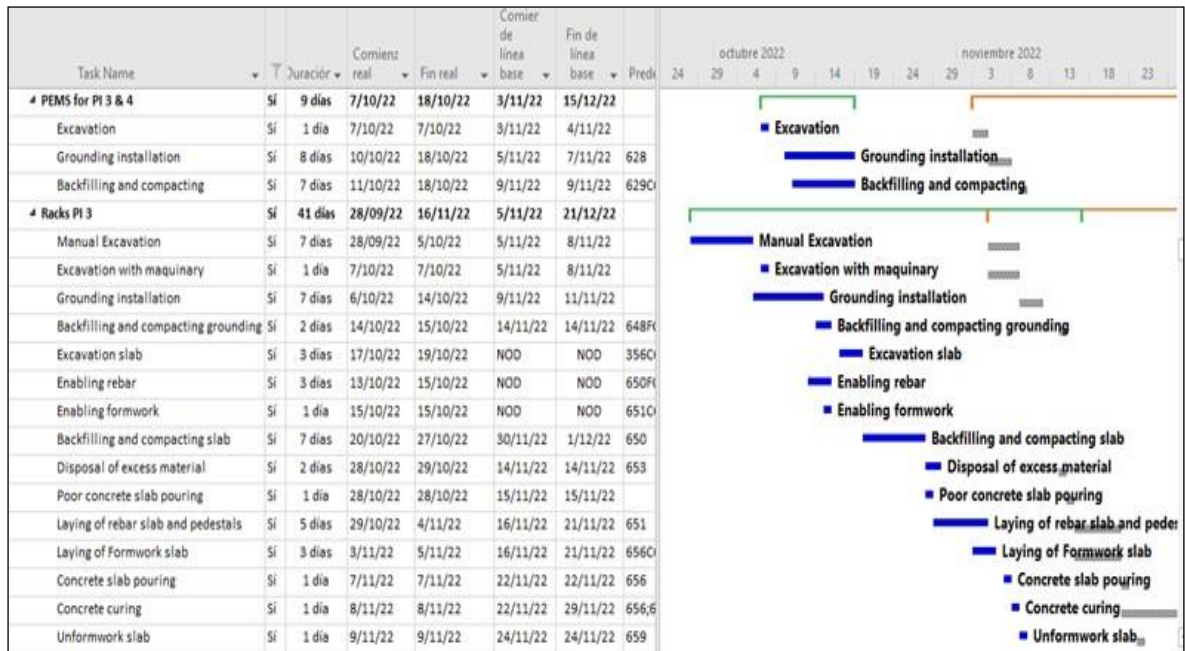 Task Name Duración Comienz real Fin real Comier de línea base Fin de línea base Prede
octubre 2022 noviembre 2022
24 29 4 9 14 19 24 29 3 8 13 18 23
PEMS for PI 3 & 4 Sí 9 días 7/10/22 18/10/22 3/11/22 15/12/22
Excavation Sí 1 día 7/10/22 7/10/22 3/11/22 4/11/22 Excavation
Grounding installation Sí 8 días 10/10/22 18/10/22 5/11/22 7/11/22 628 Grounding installation
Backfilling and compacting Sí 7 días 11/10/22 18/10/22 9/11/22 9/11/22 629C Backfilling and compacting
Racks PI 3 Sí 41 días 28/09/22 16/11/22 5/11/22 21/12/22
Manual Excavation Sí 7 días 28/09/22 5/10/22 5/11/22 8/11/22 Manual Excavation
Excavation with maquinary Sí 1 día 7/10/22 7/10/22 5/11/22 8/11/22 Excavation with maquinary
Grounding installation Sí 7 días 6/10/22 14/10/22 9/11/22 11/11/22 Grounding installation
Backfilling and compacting grounding Sí 2 días 14/10/22 15/10/22 14/11/22 14/11/22 648F Backfilling and compacting grounding
Excavation slab Sí 3 días 17/10/22 19/10/22 NOD NOD 356C Excavation slab
Enabling rebar Sí 3 días 13/10/22 15/10/22 NOD NOD 650F Enabling rebar
Enabling formwork Sí 1 día 15/10/22 15/10/22 NOD NOD 651C Enabling formwork
Backfilling and compacting slab Sí 7 días 20/10/22 27/10/22 30/11/22 1/12/22 650 Backfilling and compacting slab
Disposal of excess material Sí 2 días 28/10/22 29/10/22 14/11/22 14/11/22 653 Disposal of excess material
Poor concrete slab pouring Sí 1 día 28/10/22 28/10/22 15/11/22 15/11/22 Poor concrete slab pouring
Laying of rebar slab and pedestals Sí 5 días 29/10/22 4/11/22 16/11/22 21/11/22 651 Laying of rebar slab and pedes
Laying of Formwork slab Sí 3 días 3/11/22 5/11/22 16/11/22 21/11/22 656C Laying of Formwork slab
Concrete slab pouring Sí 1 día 7/11/22 7/11/22 22/11/22 22/11/22 656 Concrete slab pouring
Concrete curing Sí 1 día 8/11/22 8/11/22 22/11/22 29/11/22 656;6 Concrete curing
Unformwork slab Sí 1 día 9/11/22 9/11/22 24/11/22 24/11/22 659 Unformwork slab